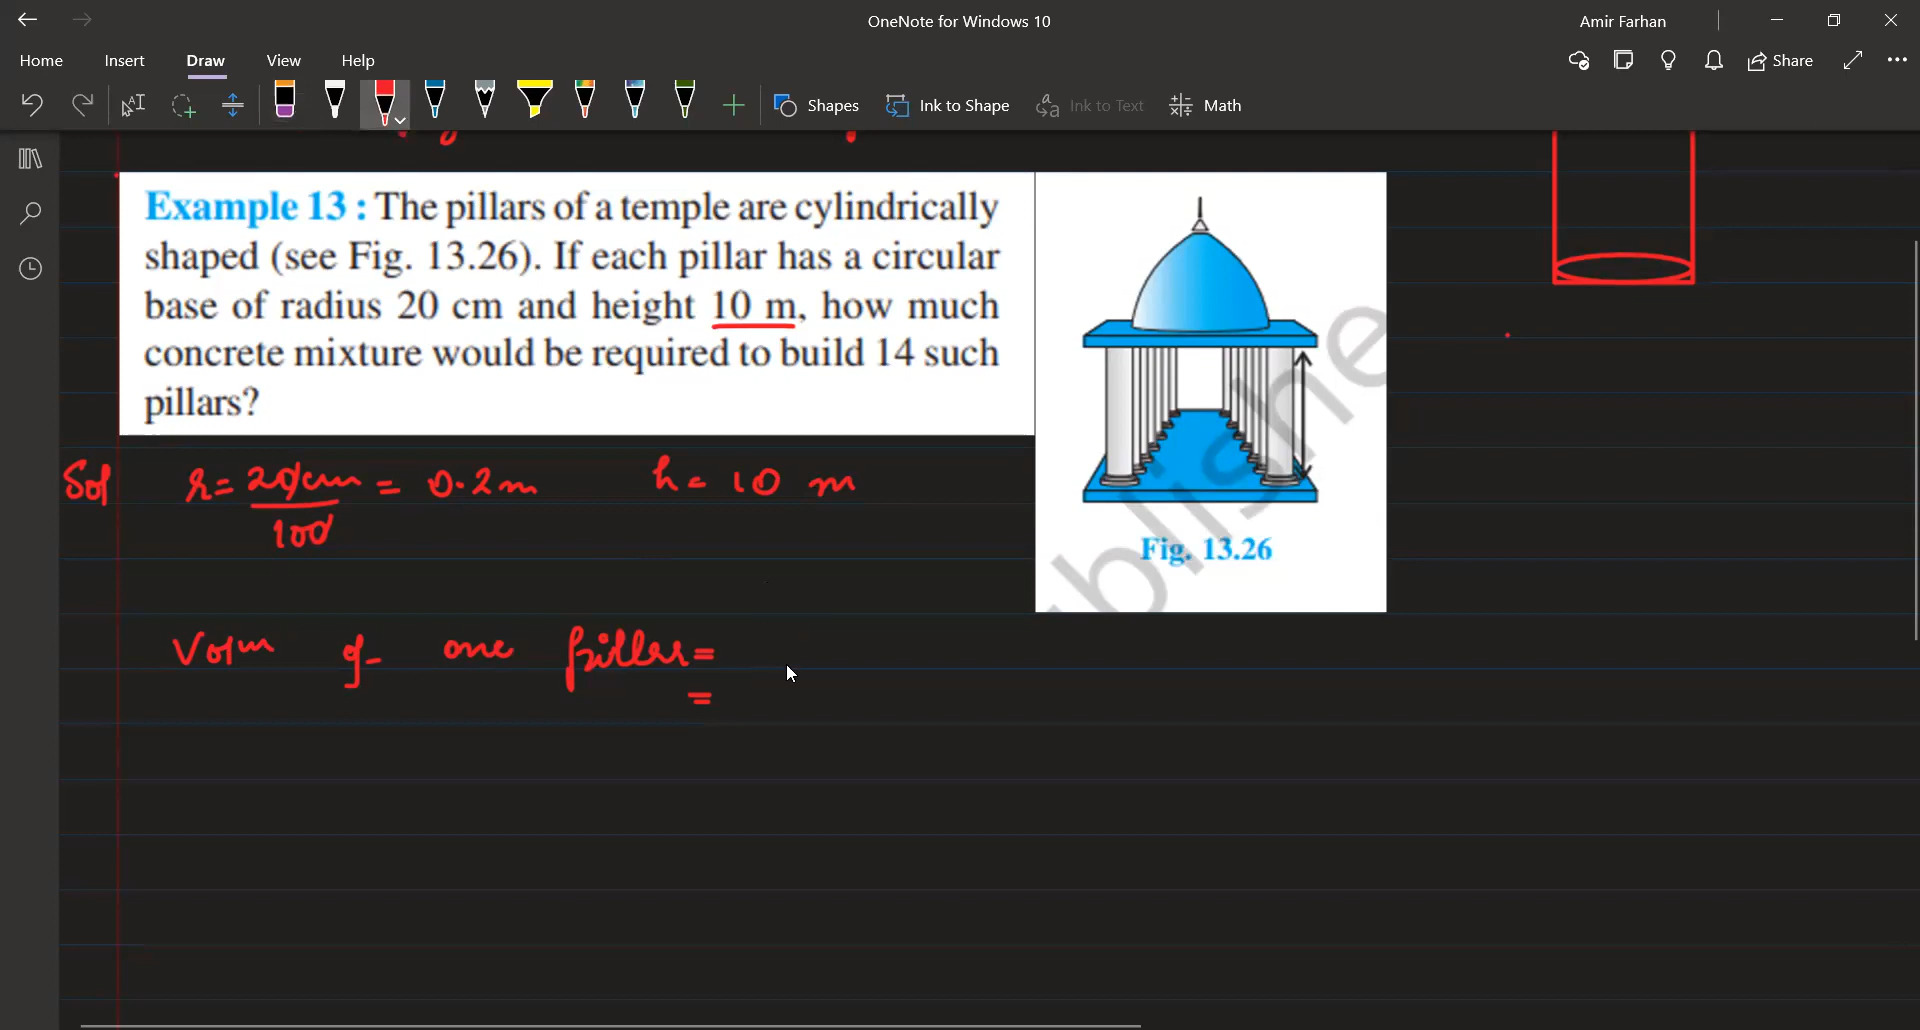 OneNote for Windows 10
Amir Farhan
Home Insert Draw View Help
Share
Shapes Ink to Shape Ink to Text Math
Example 13 : The pillars of a temple are cylindrically
shaped (see Fig. 13.26). If each pillar has a circular
base of radius 20 cm and height 10 m, how much
concrete mixture would be required to build 14 such
pillars?
Fig. 13.26
Sol r = 20cm/100 = 0.2m h = 10 m
Volm of one pillar =
=